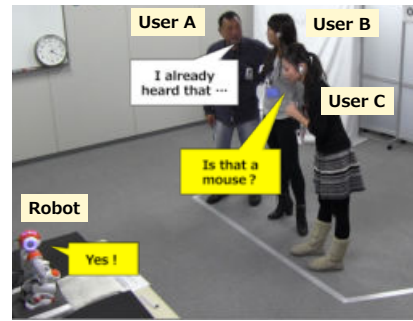 User A
User B
I already
heard that …
User C
Is that a
mouse ?
Robot
Yes !